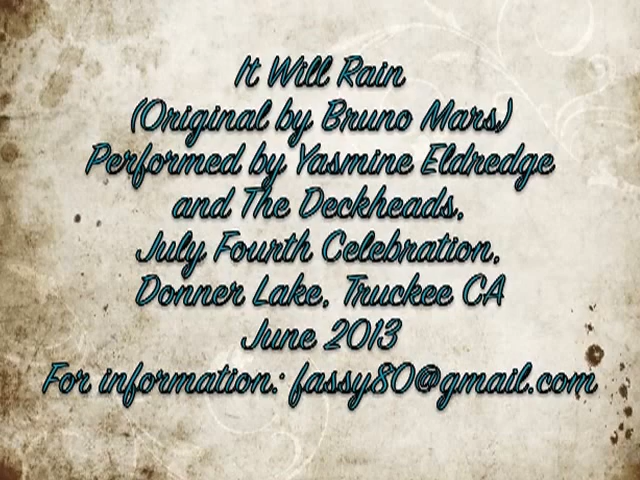 It Will Rain
(Original by Bruno Mars)
Performed by Yasmine Eldredge
and The Deckheads,
July Fourth Celebration,
Donner Lake, Truckee CA
June 2013
For information: fassy80@gmail.com